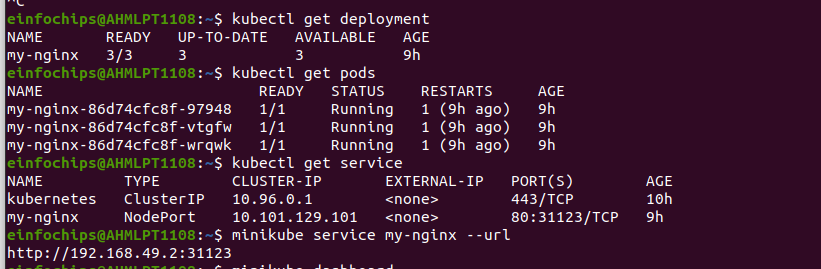 ^C
einfochips@AHMLPT1108:~$ kubectl get deployment
NAME READY UP-TO-DATE AVAILABLE AGE
my-nginx 3/3 3 3 9h
einfochips@AHMLPT1108:~$ kubectl get pods
NAME READY STATUS RESTARTS AGE
my-nginx-86d74cfc8f-97948 1/1 Running 1 (9h ago) 9h
my-nginx-86d74cfc8f-vtgfw 1/1 Running 1 (9h ago) 9h
my-nginx-86d74cfc8f-wrqwk 1/1 Running 1 (9h ago) 9h
einfochips@AHMLPT1108:~$ kubectl get service
NAME TYPE CLUSTER-IP EXTERNAL-IP PORT(S) AGE
kubernetes ClusterIP 10.96.0.1 <none> 443/TCP 10h
my-nginx NodePort 10.101.129.101 <none> 80:31123/TCP 9h
einfochips@AHMLPT1108:~$ minikube service my-nginx --url
http://192.168.49.2:31123
einfochips@AHMLPT1108:~$ minikube dashboard